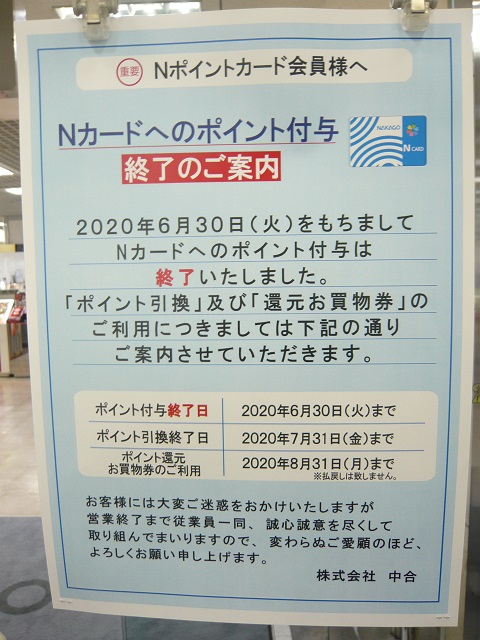 重要 Nポイントカード会員様へ
Nカードへのポイント付与
終了のご案内
NAKAGO
N CARD
2020年6月30日(火)をもちまして
Nカードへのポイント付与は
終了いたしました。
「ポイント引換」及び「還元お買物券」の
ご利用につきましては下記の通り
ご案内させていただきます。
ポイント付与終了日 2020年6月30日(火)まで
ポイント引換終了日 2020年7月31日(金)まで
ポイント還元
お買物券のご利用 2020年8月31日(月)まで
※払戻しは致しません。
お客様には大変ご迷惑をおかけいたしますが
営業終了まで従業員一同、誠心誠意を尽くして
取り組んでまいりますので、変わらぬご愛顧のほど、
よろしくお願い申し上げます。
株式会社 中合